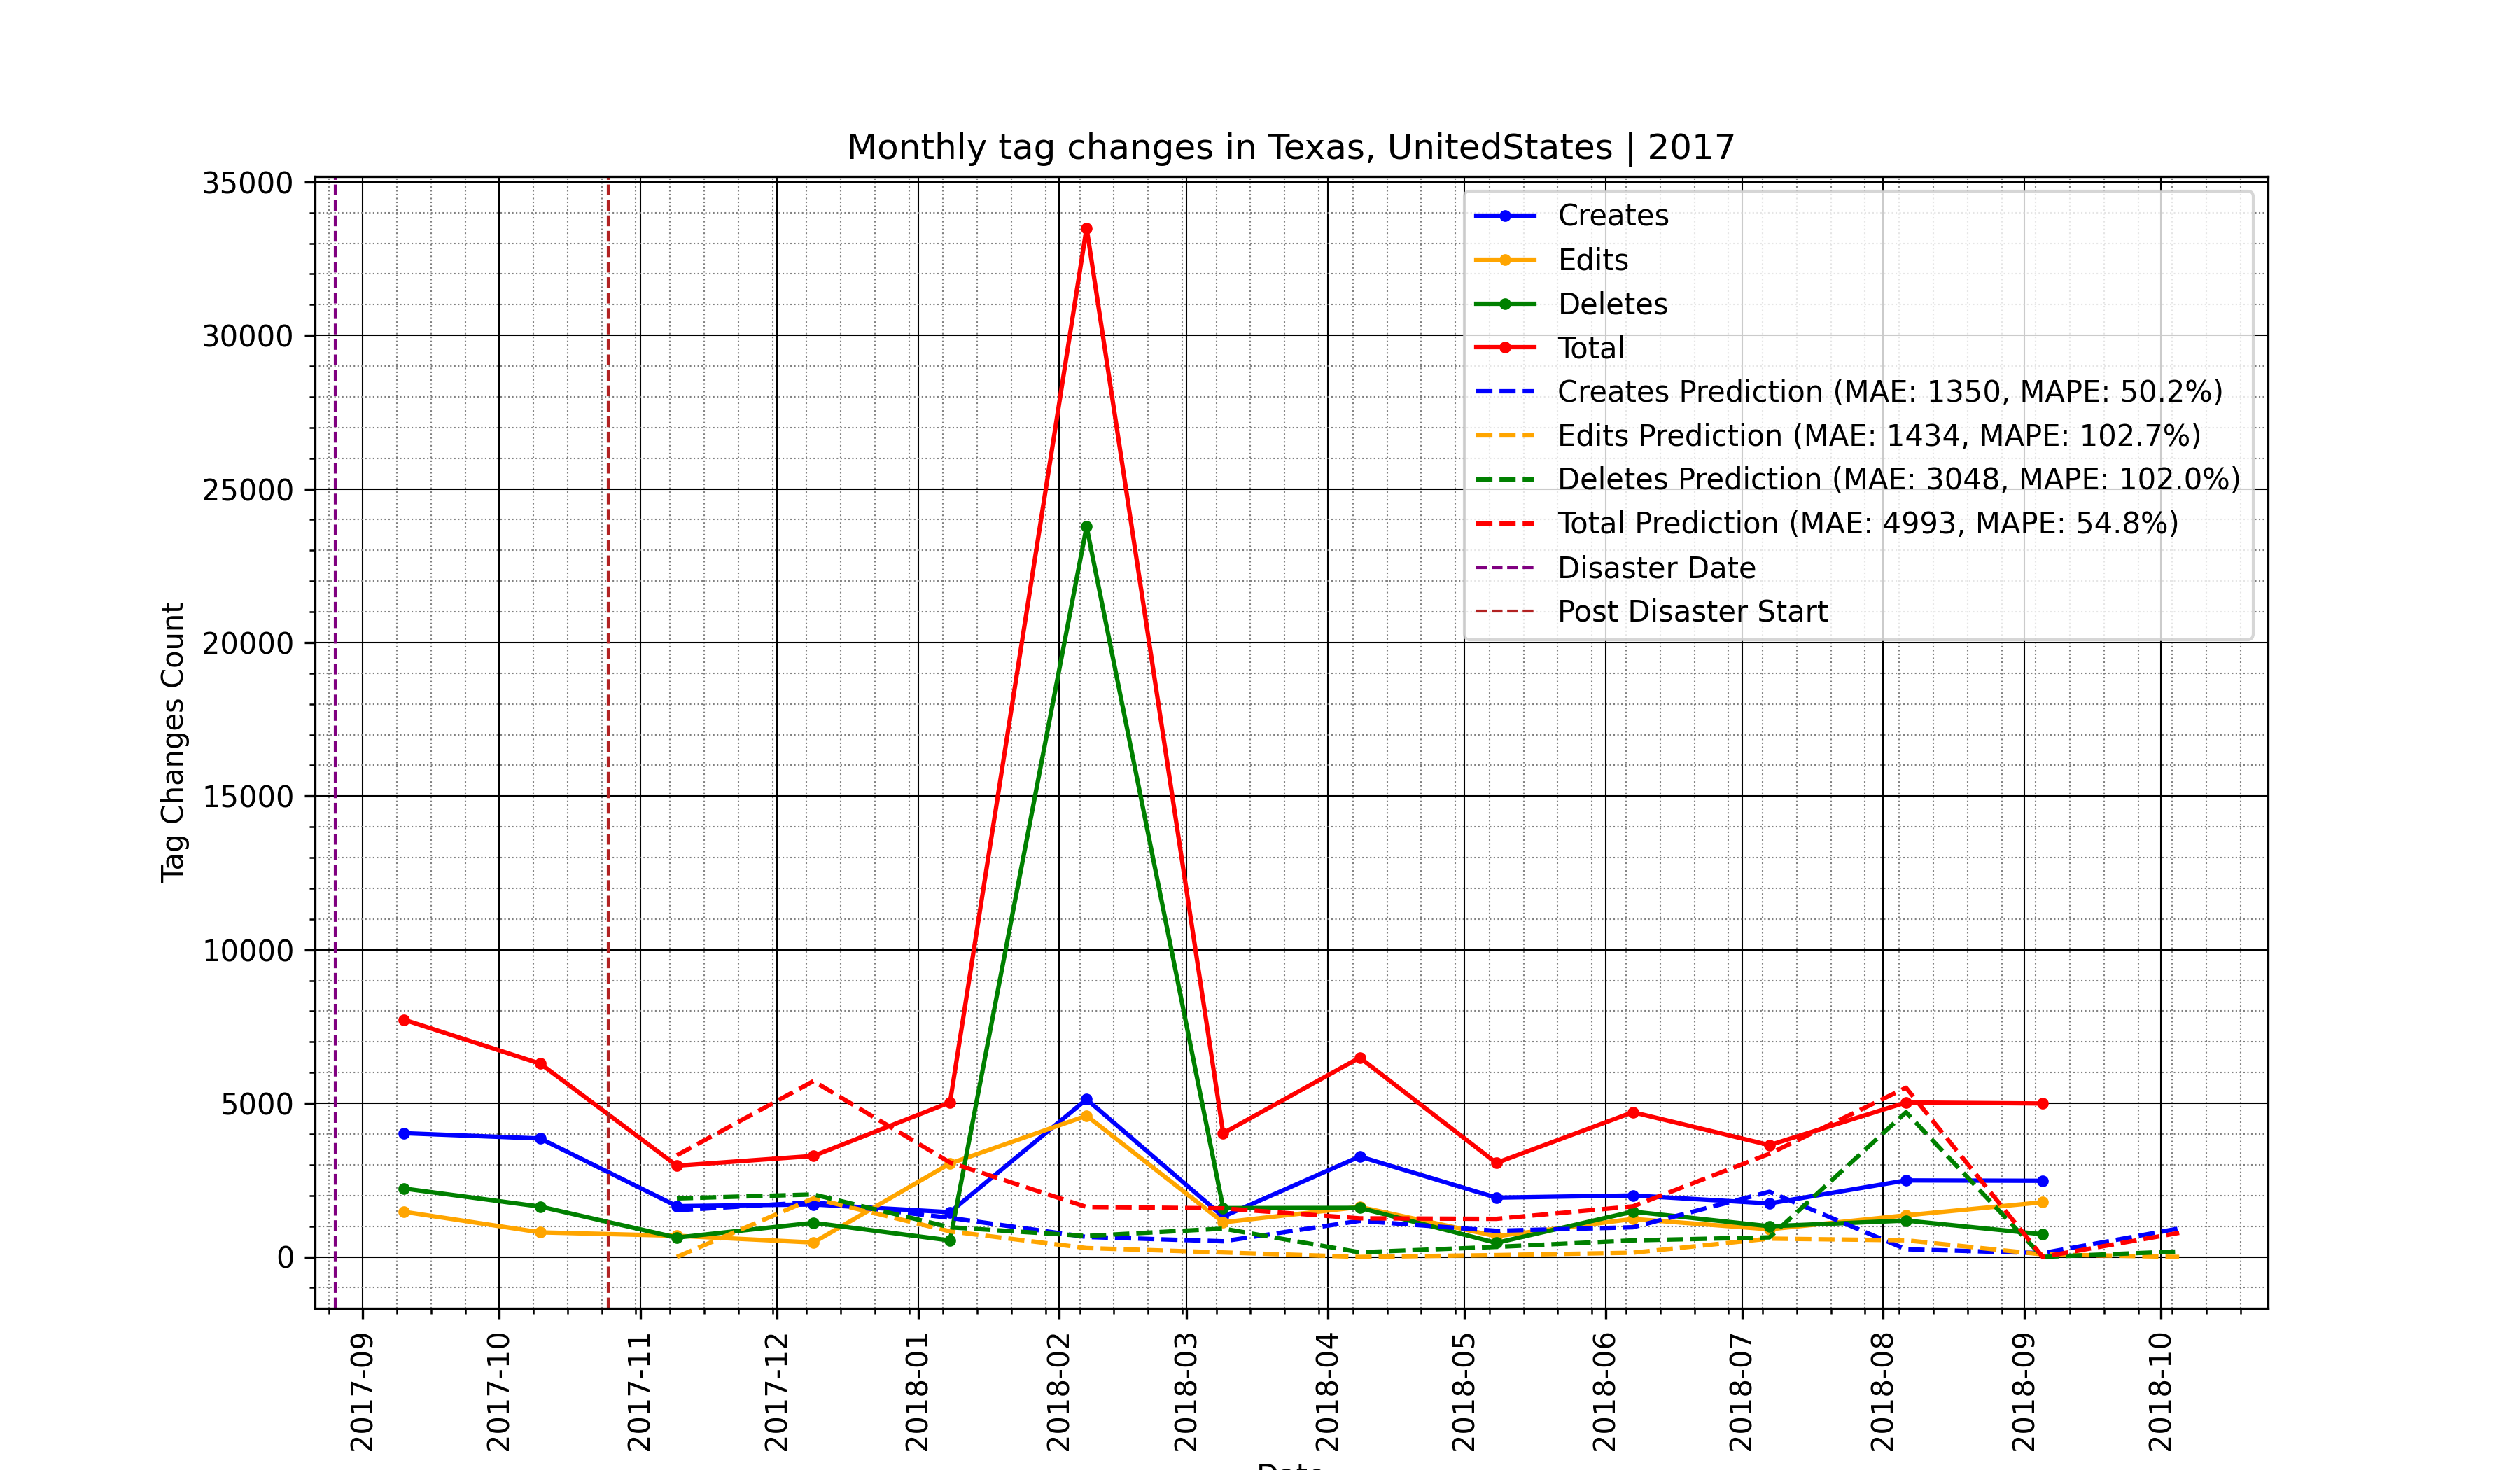 Monthly tag changes in Texas, UnitedStates | 2017
Tag Changes Count
35000
30000
25000
20000
15000
10000
5000
0
Creates
Edits
Deletes
Total
Creates Prediction (MAE: 1350, MAPE: 50.2%)
Edits Prediction (MAE: 1434, MAPE: 102.7%)
Deletes Prediction (MAE: 3048, MAPE: 102.0%)
Total Prediction (MAE: 4993, MAPE: 54.8%)
Disaster Date
Post Disaster Start
2017-09
2017-10
2017-11
2017-12
2018-01
2018-02
2018-03
2018-04
2018-05
2018-06
2018-07
2018-08
2018-09
2018-10
Date